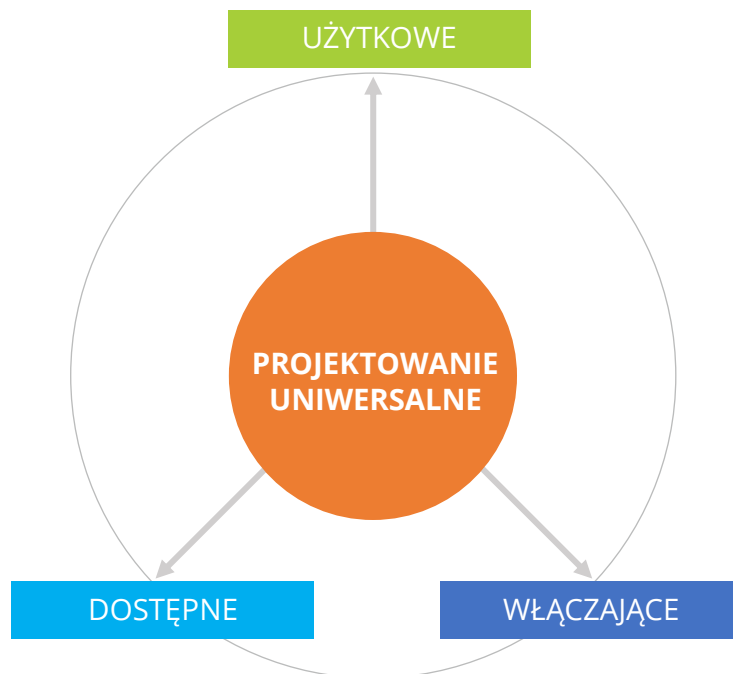 UŻYTKOWE
PROJEKTOWANIE
UNIWERSALNE
DOSTĘPNE
WŁĄCZAJĄCE